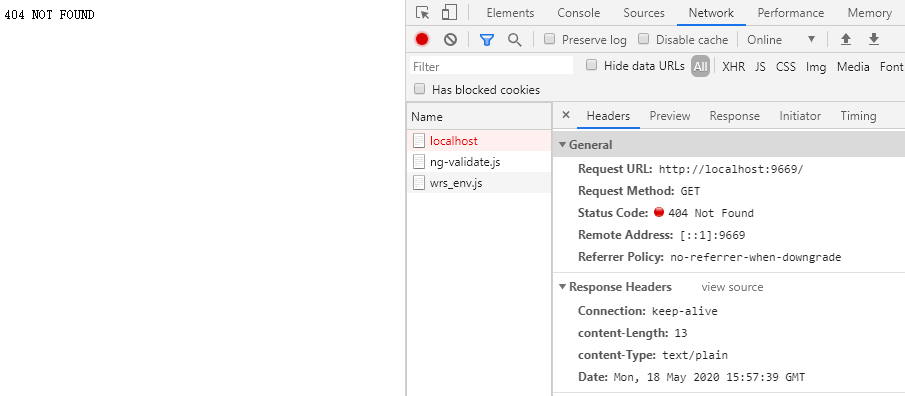 404 NOT FOUND
Elements Console Sources Network Performance Memory
Preserve log Disable cache Online
Filter Hide data URLs All XHR JS CSS Img Media Font
Has blocked cookies
Name
localhost
ng-validate.js
wrs_env.js
× Headers Preview Response Initiator Timing
General
Request URL: http://localhost:9669/
Request Method: GET
Status Code: 404 Not Found
Remote Address: [::1]:9669
Referrer Policy: no-referrer-when-downgrade
Response Headers view source
Connection: keep-alive
content-Length: 13
content-Type: text/plain
Date: Mon, 18 May 2020 15:57:39 GMT